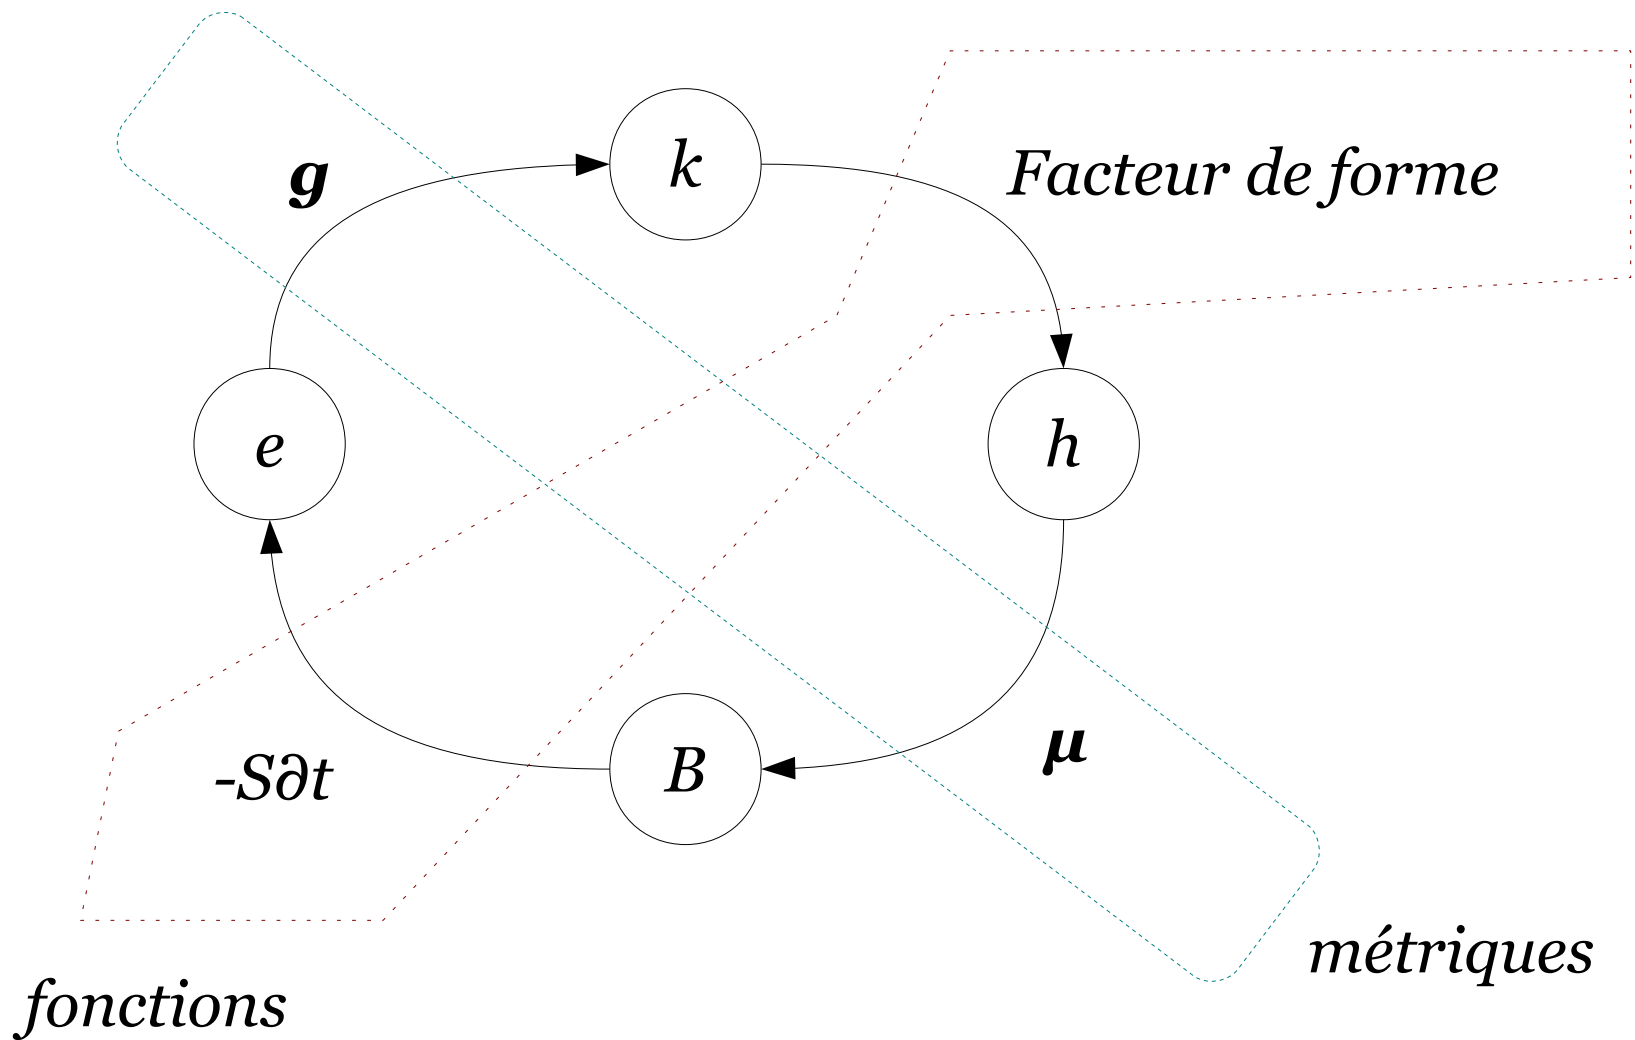 k
g
Facteur de forme
e
h
μ
B
-S∂t
métriques
fonctions